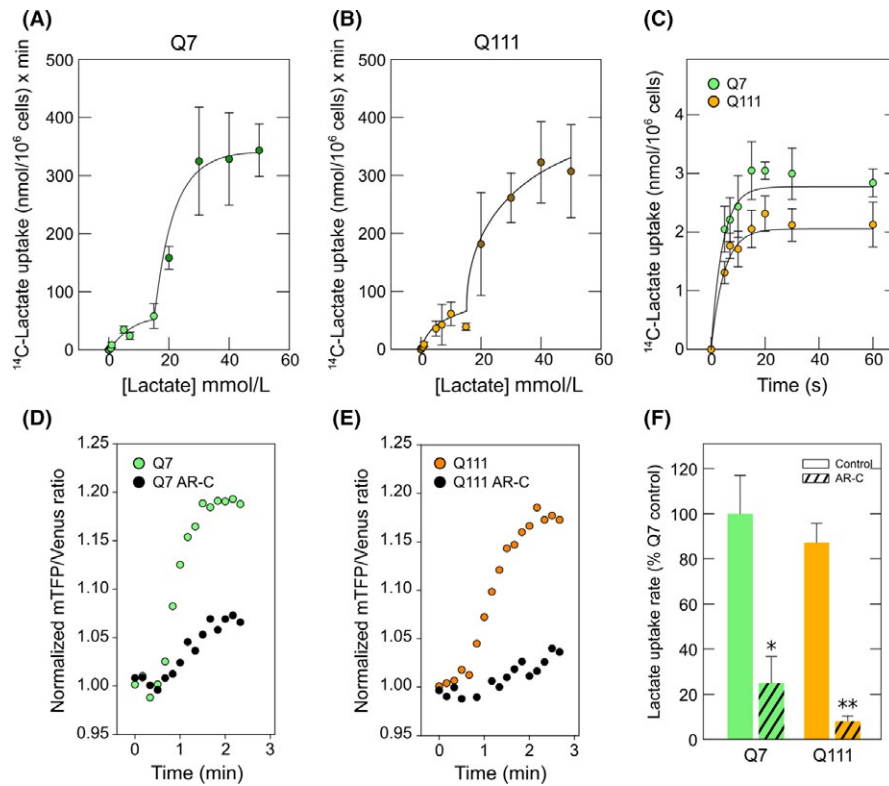 (A)
Q7
¹⁴C-Lactate uptake (nmol/10⁶ cells) x min
500
400
300
200
100
0
0
20
40
60
[Lactate] mmol/L
(B)
Q111
¹⁴C-Lactate uptake (nmol/10⁶ cells) x min
500
400
300
200
100
0
0
20
40
60
[Lactate] mmol/L
(C)
Q7
Q111
¹⁴C-Lactate uptake (nmol/10⁶ cells)
4
3
2
1
0
0
20
40
60
Time (s)
(D)
Q7
Q7 AR-C
Normalized mTFP/Venus ratio
1.25
1.20
1.15
1.10
1.05
1.00
0.95
0
1
2
3
Time (min)
(E)
Q111
Q111 AR-C
Normalized mTFP/Venus ratio
1.25
1.20
1.15
1.10
1.05
1.00
0.95
0
1
2
3
Time (min)
(F)
Control
AR-C
Lactate uptake rate (% Q7 control)
120
100
80
60
40
20
0
*
**
Q7
Q111